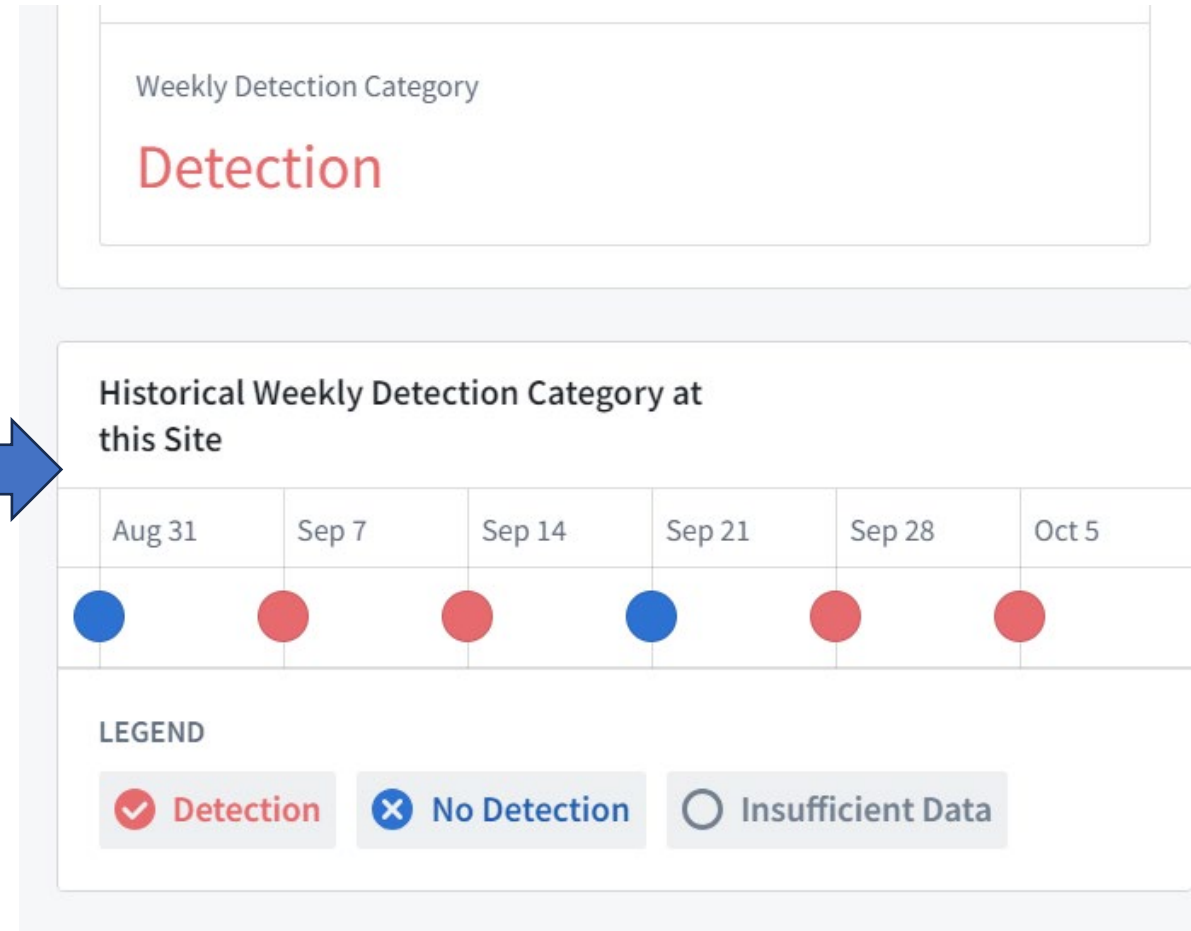 Weekly Detection Category
Detection
Historical Weekly Detection Category at
this Site
Aug 31 Sep 7 Sep 14 Sep 21 Sep 28 Oct 5
LEGEND
Detection No Detection Insufficient Data